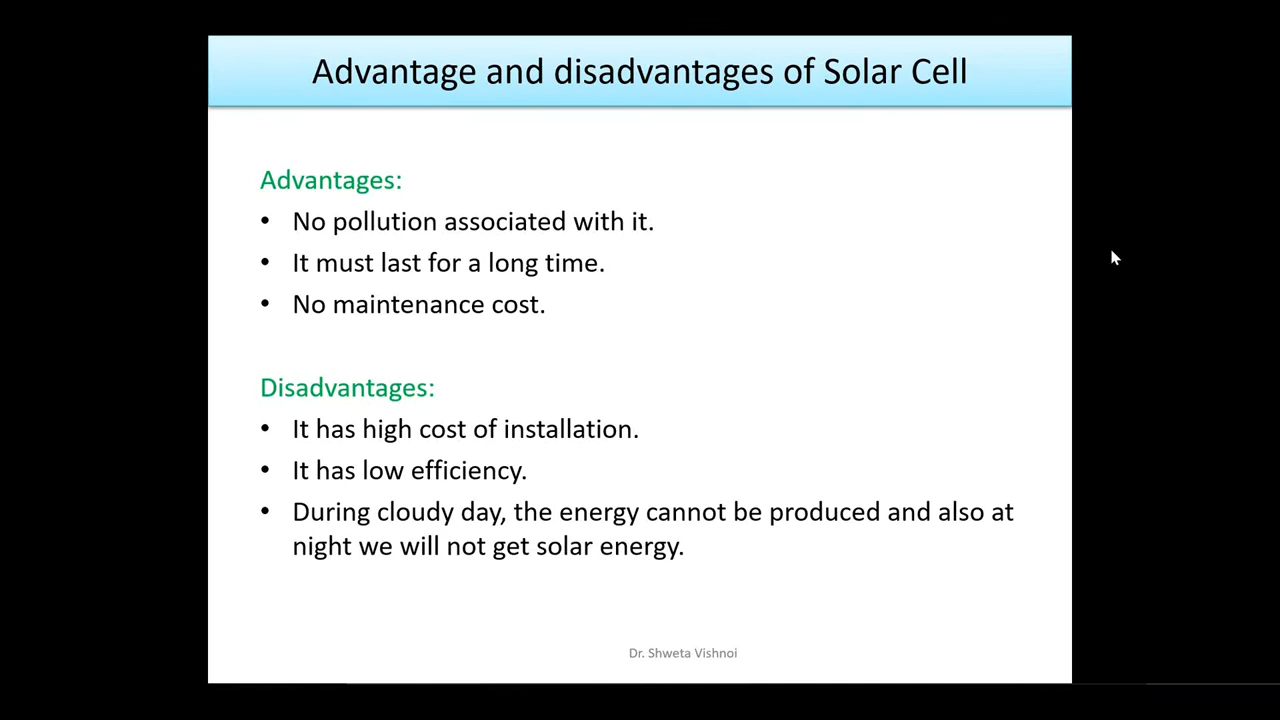 Advantage and disadvantages of Solar Cell
Advantages:
• No pollution associated with it.
• It must last for a long time.
• No maintenance cost.
Disadvantages:
• It has high cost of installation.
• It has low efficiency.
• During cloudy day, the energy cannot be produced and also at
night we will not get solar energy.
Dr. Shweta Vishnoi